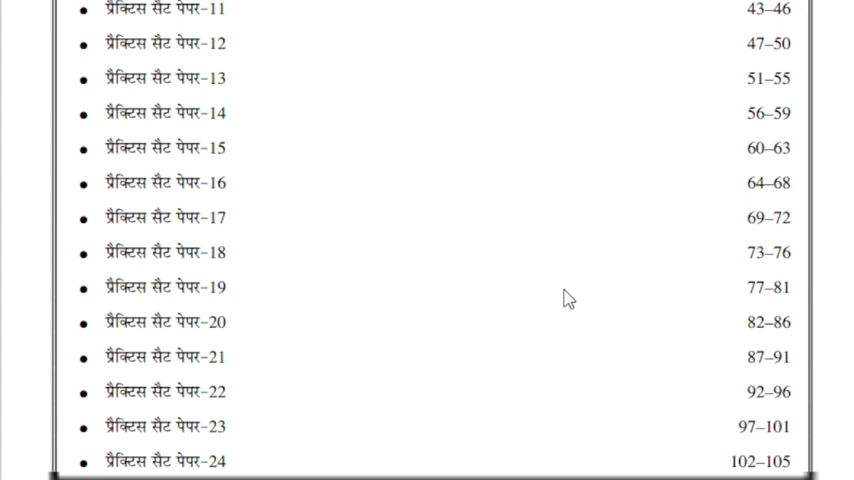 ● प्रैक्टिस सैट पेपर-11 43–46
● प्रैक्टिस सैट पेपर-12 47–50
● प्रैक्टिस सैट पेपर-13 51–55
● प्रैक्टिस सैट पेपर-14 56–59
● प्रैक्टिस सैट पेपर-15 60–63
● प्रैक्टिस सैट पेपर-16 64–68
● प्रैक्टिस सैट पेपर-17 69–72
● प्रैक्टिस सैट पेपर-18 73–76
● प्रैक्टिस सैट पेपर-19 77–81
● प्रैक्टिस सैट पेपर-20 82–86
● प्रैक्टिस सैट पेपर-21 87–91
● प्रैक्टिस सैट पेपर-22 92–96
● प्रैक्टिस सैट पेपर-23 97–101
● प्रैक्टिस सैट पेपर-24 102–105